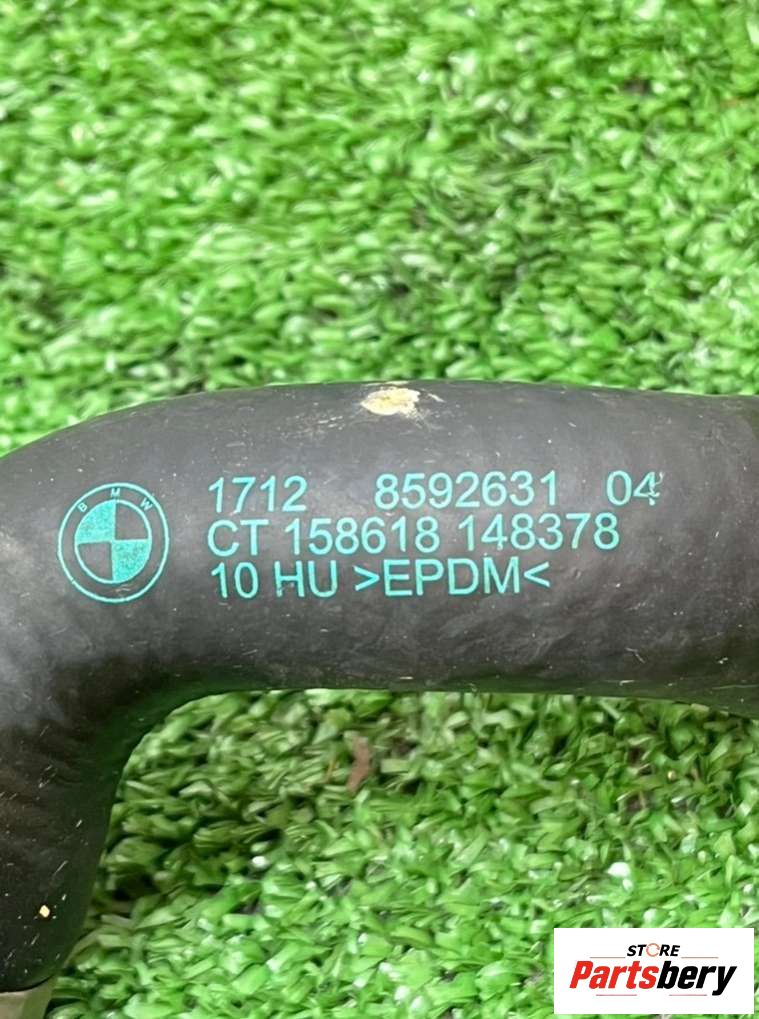 BMW
1712 8592631 04
CT 158618 148378
10 HU >EPDM<
STORE
Partsbery